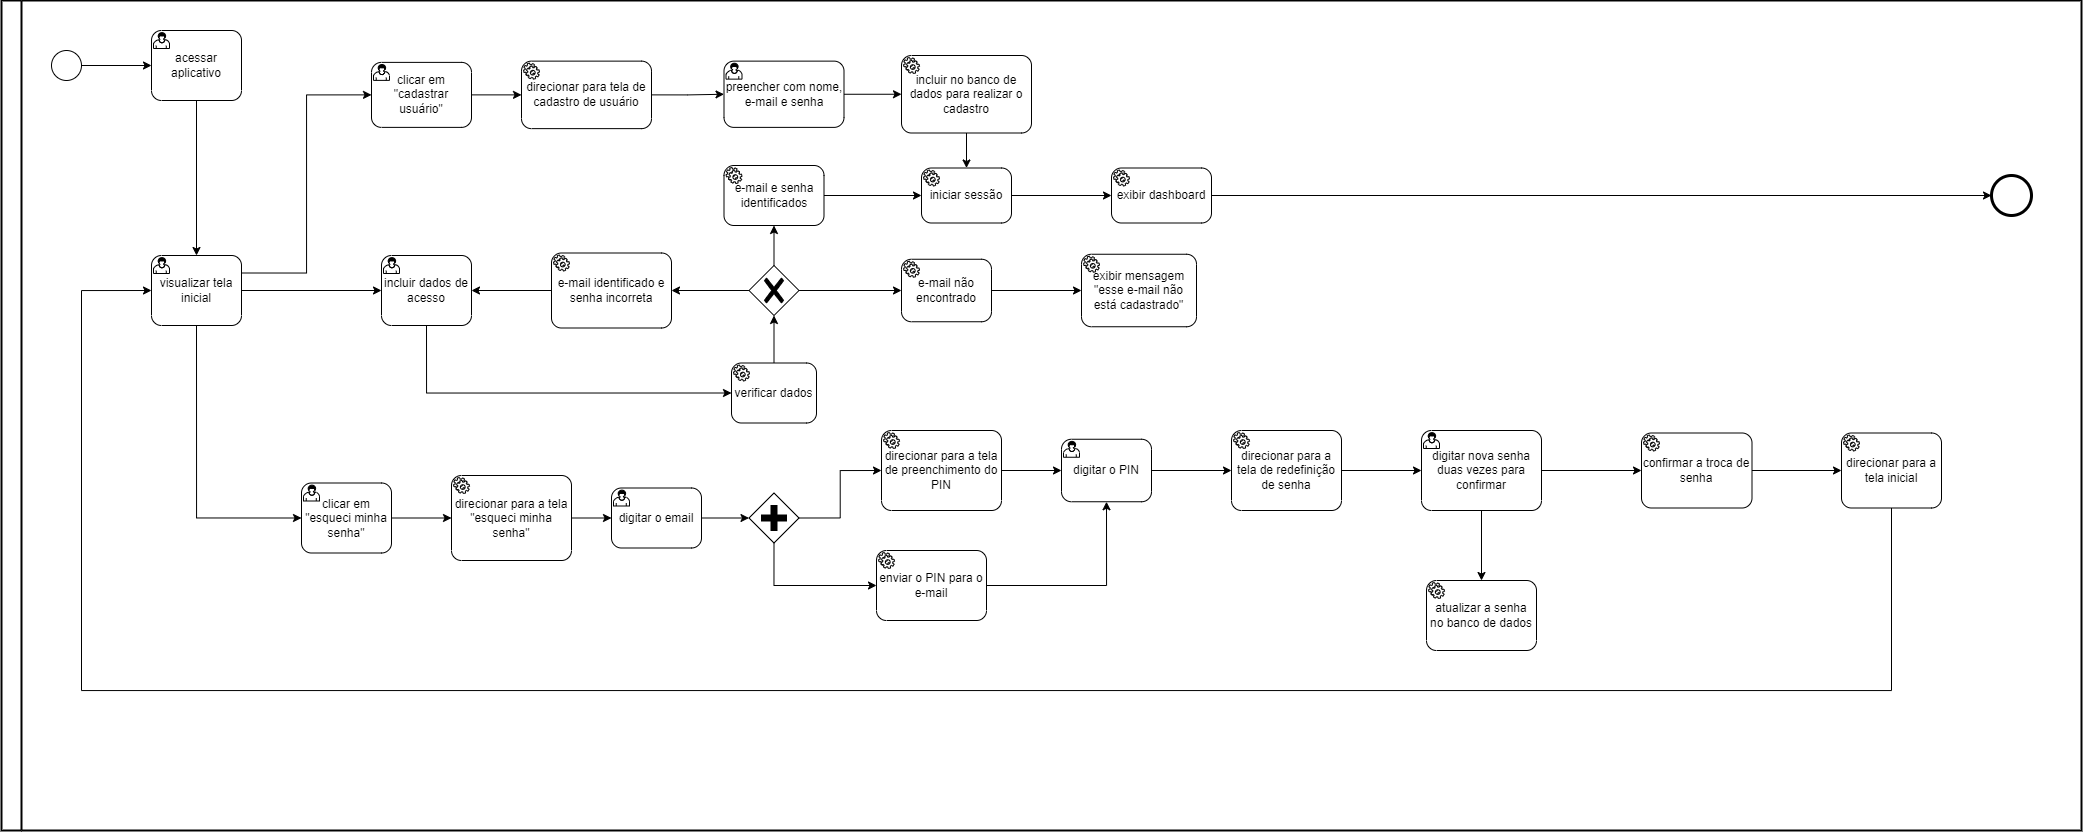 acessar
aplicativo
clicar em
"cadastrar
usuário"
direcionar para tela de
cadastro de usuário
preencher com nome,
e-mail e senha
incluir no banco de
dados para realizar o
cadastro
e-mail e senha
identificados
iniciar sessão
exibir dashboard
visualizar tela
inicial
incluir dados de
acesso
e-mail identificado e
senha incorreta
e-mail não
encontrado
exibir mensagem
"esse e-mail não
está cadastrado"
verificar dados
clicar em
"esqueci minha
senha"
direcionar para a tela
"esqueci minha
senha"
digitar o email
direcionar para a tela
de preenchimento do
PIN
digitar o PIN
direcionar para a
tela de redefinição
de senha
digitar nova senha
duas vezes para
confirmar
confirmar a troca de
senha
direcionar para a
tela inicial
enviar o PIN para o
e-mail
atualizar a senha
no banco de dados